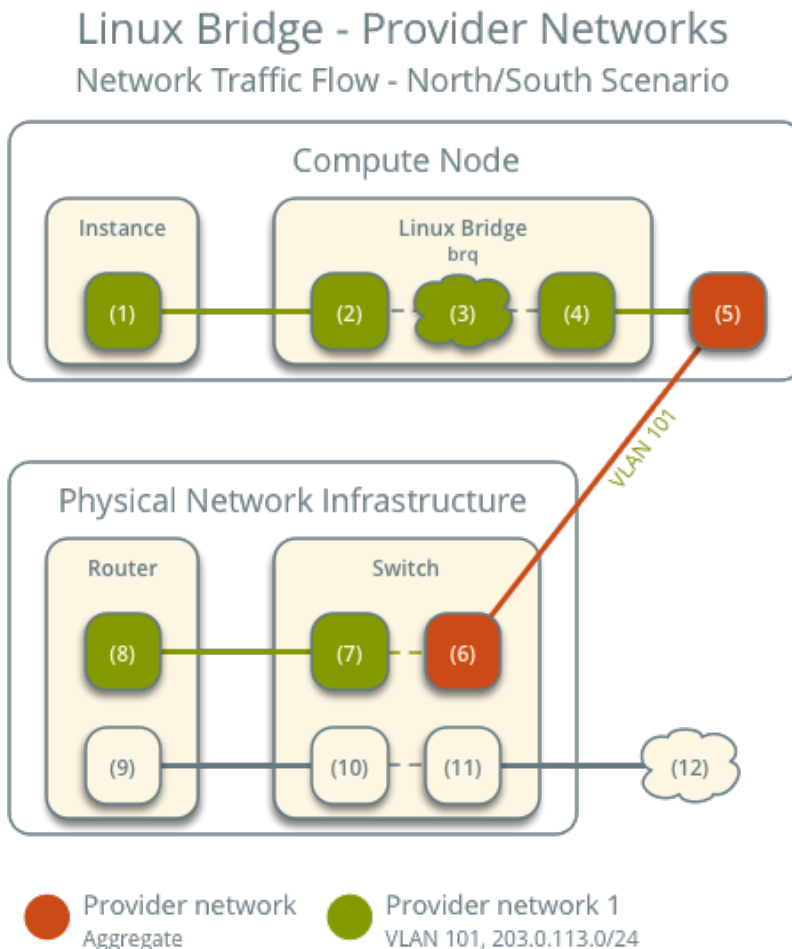 Linux Bridge - Provider Networks
Network Traffic Flow - North/South Scenario
Compute Node
Instance
Linux Bridge
brq
(1)
(2)
(3)
(4)
(5)
VLAN 101
Physical Network Infrastructure
Router
Switch
(8)
(7)
(6)
(9)
(10)
(11)
(12)
Provider network
Aggregate
Provider network 1
VLAN 101, 203.0.113.0/24